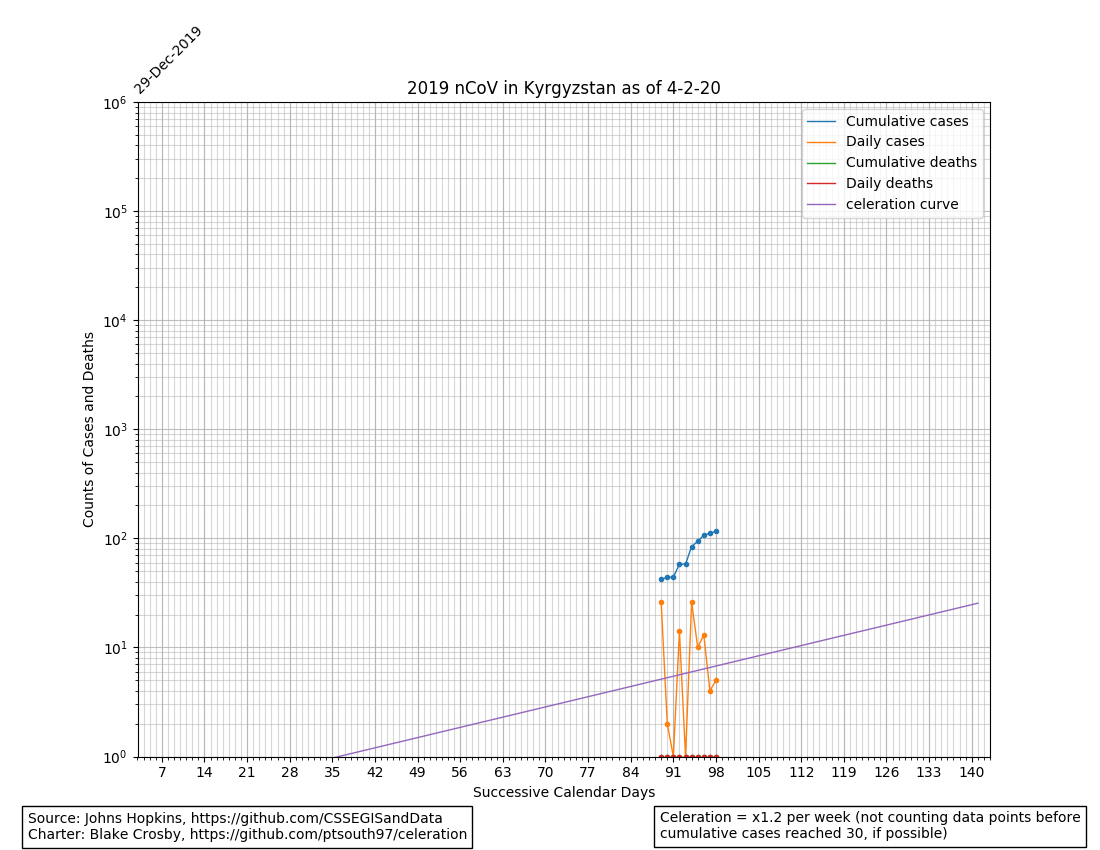 29-Dec-2019
2019 nCoV in Kyrgyzstan as of 4-2-20
Counts of Cases and Deaths
10^6
10^5
10^4
10^3
10^2
10^1
10^0
Cumulative cases
Daily cases
Cumulative deaths
Daily deaths
celeration curve
7 14 21 28 35 42 49 56 63 70 77 84 91 98 105 112 119 126 133 140
Successive Calendar Days
Source: Johns Hopkins, https://github.com/CSSEGISandData
Charter: Blake Crosby, https://github.com/ptsouth97/celeration
Celeration = x1.2 per week (not counting data points before
cumulative cases reached 30, if possible)